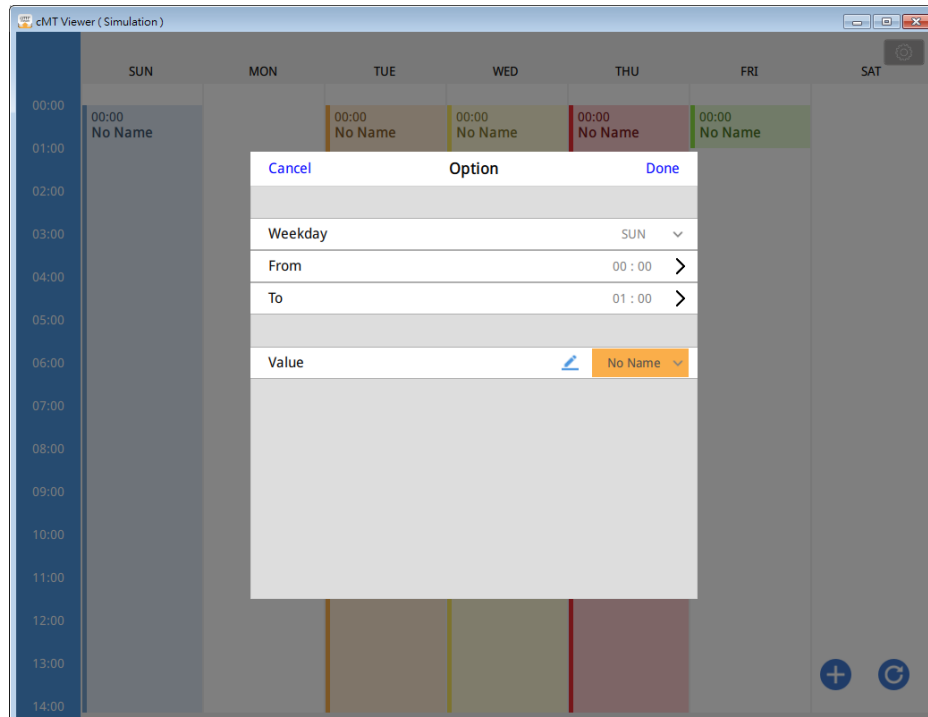 cMT Viewer ( Simulation )
SUN MON TUE WED THU FRI SAT
00:00
00:00 00:00 00:00 00:00 00:00
No Name No Name No Name No Name No Name
01:00
Cancel Option Done
02:00
Weekday SUN
03:00
From 00 : 00
04:00
To 01 : 00
05:00
06:00
Value No Name
07:00
08:00
09:00
10:00
11:00
12:00
13:00
14:00